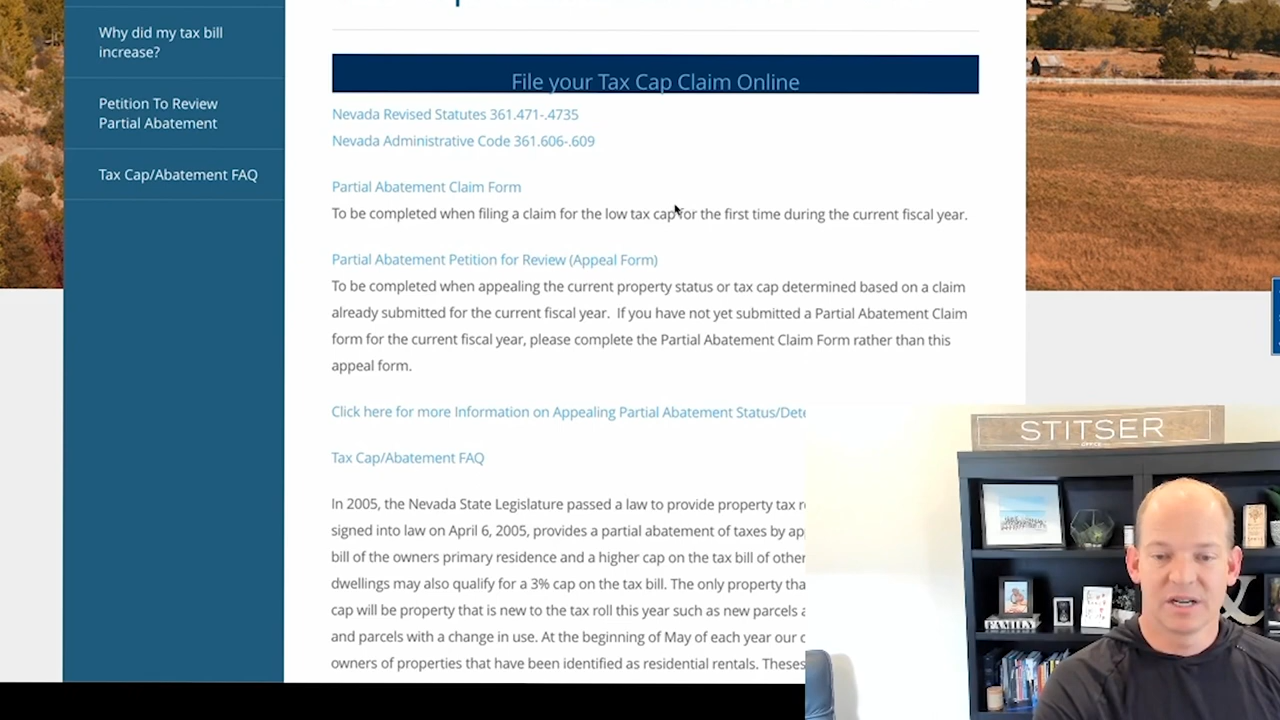 Why did my tax bill
increase?
Petition To Review
Partial Abatement
Tax Cap/Abatement FAQ
File your Tax Cap Claim Online
Nevada Revised Statutes 361.471-.4735
Nevada Administrative Code 361.606-.609
Partial Abatement Claim Form
To be completed when filing a claim for the low tax cap for the first time during the current fiscal year.
Partial Abatement Petition for Review (Appeal Form)
To be completed when appealing the current property status or tax cap determined based on a claim
already submitted for the current fiscal year. If you have not yet submitted a Partial Abatement Claim
form for the current fiscal year, please complete the Partial Abatement Claim Form rather than this
appeal form.
Click here for more Information on Appealing Partial Abatement Status/Dete
Tax Cap/Abatement FAQ
In 2005, the Nevada State Legislature passed a law to provide property tax r
signed into law on April 6, 2005, provides a partial abatement of taxes by ap
bill of the owners primary residence and a higher cap on the tax bill of other
dwellings may also qualify for a 3% cap on the tax bill. The only property tha
cap will be property that is new to the tax roll this year such as new parcels a
and parcels with a change in use. At the beginning of May of each year our o
owners of properties that have been identified as residential rentals. Theses
STITSER
FAMILY
&